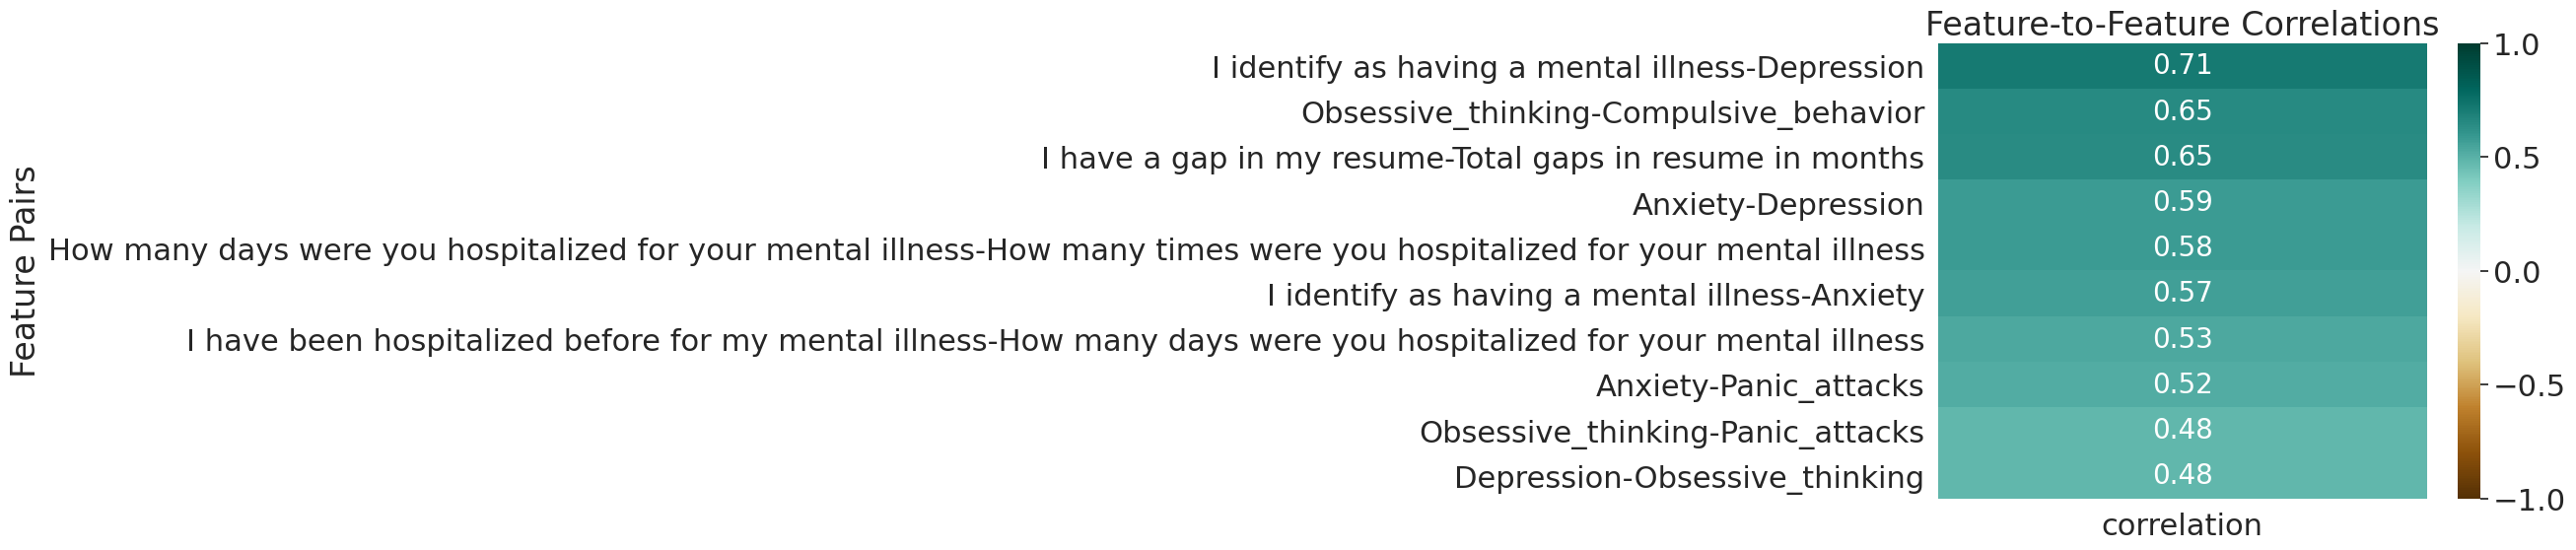 Feature-to-Feature Correlations
Feature Pairs
I identify as having a mental illness-Depression 0.71
Obsessive_thinking-Compulsive_behavior 0.65
I have a gap in my resume-Total gaps in resume in months 0.65
Anxiety-Depression 0.59
How many days were you hospitalized for your mental illness-How many times were you hospitalized for your mental illness 0.58
I identify as having a mental illness-Anxiety 0.57
I have been hospitalized before for my mental illness-How many days were you hospitalized for your mental illness 0.53
Anxiety-Panic_attacks 0.52
Obsessive_thinking-Panic_attacks 0.48
Depression-Obsessive_thinking 0.48
correlation
1.0
0.5
0.0
−0.5
−1.0